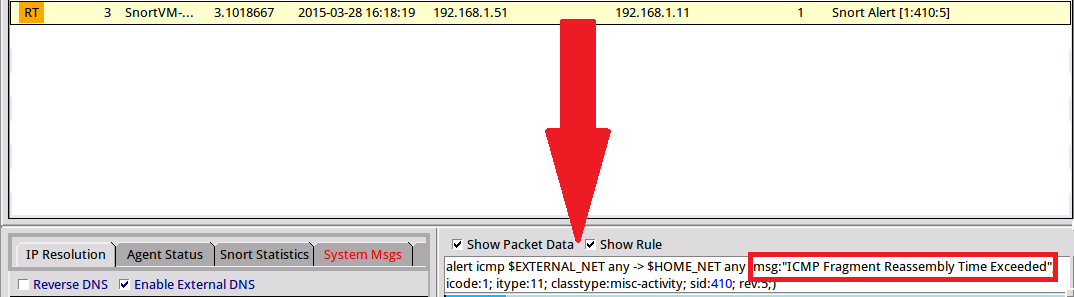 RT 3 SnortVM-... 3.1018667 2015-03-28 16:18:19 192.168.1.51 192.168.1.11 1 Snort Alert [1:410:5]
IP Resolution Agent Status Snort Statistics System Msgs
Reverse DNS Enable External DNS
Show Packet Data Show Rule
alert icmp $EXTERNAL_NET any -> $HOME_NET any (msg:"ICMP Fragment Reassembly Time Exceeded";
icode:1; itype:11; classtype:misc-activity; sid:410; rev:5;)